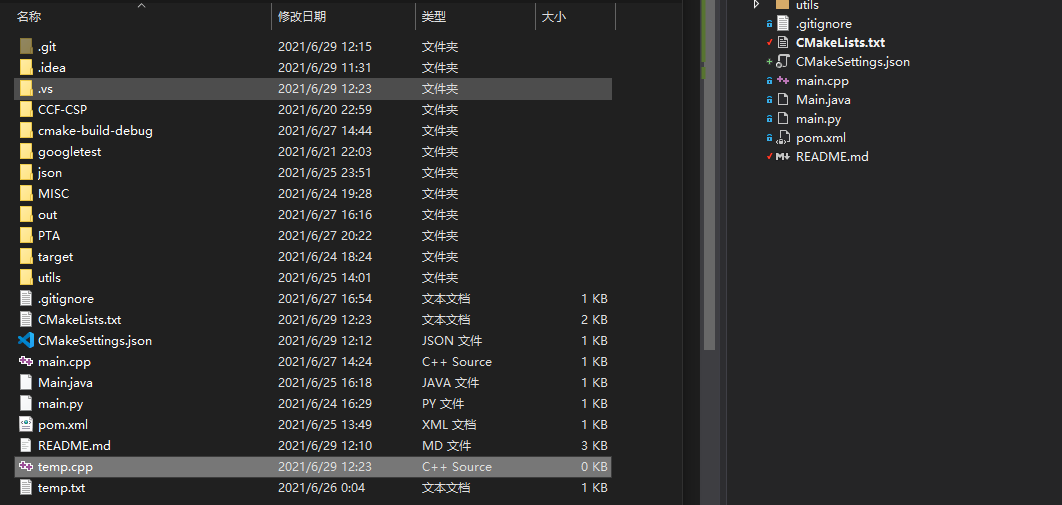 名称 修改日期 类型 大小
.git 2021/6/29 12:15 文件夹
.idea 2021/6/29 11:31 文件夹
.vs 2021/6/29 12:23 文件夹
CCF-CSP 2021/6/20 22:59 文件夹
cmake-build-debug 2021/6/27 14:44 文件夹
googletest 2021/6/21 22:03 文件夹
json 2021/6/25 23:51 文件夹
MISC 2021/6/24 19:28 文件夹
out 2021/6/27 16:16 文件夹
PTA 2021/6/27 20:22 文件夹
target 2021/6/24 18:24 文件夹
utils 2021/6/25 14:01 文件夹
.gitignore 2021/6/27 16:54 文本文档 1 KB
CMakeLists.txt 2021/6/29 12:23 文本文档 2 KB
CMakeSettings.json 2021/6/29 12:12 JSON 文件 1 KB
main.cpp 2021/6/27 14:24 C++ Source 1 KB
Main.java 2021/6/25 16:18 JAVA 文件 1 KB
main.py 2021/6/24 16:29 PY 文件 1 KB
pom.xml 2021/6/25 13:49 XML 文档 1 KB
README.md 2021/6/29 12:10 MD 文件 3 KB
temp.cpp 2021/6/29 12:23 C++ Source 0 KB
temp.txt 2021/6/26 0:04 文本文档 1 KB
utils
.gitignore
CMakeLists.txt
CMakeSettings.json
main.cpp
Main.java
main.py
pom.xml
README.md